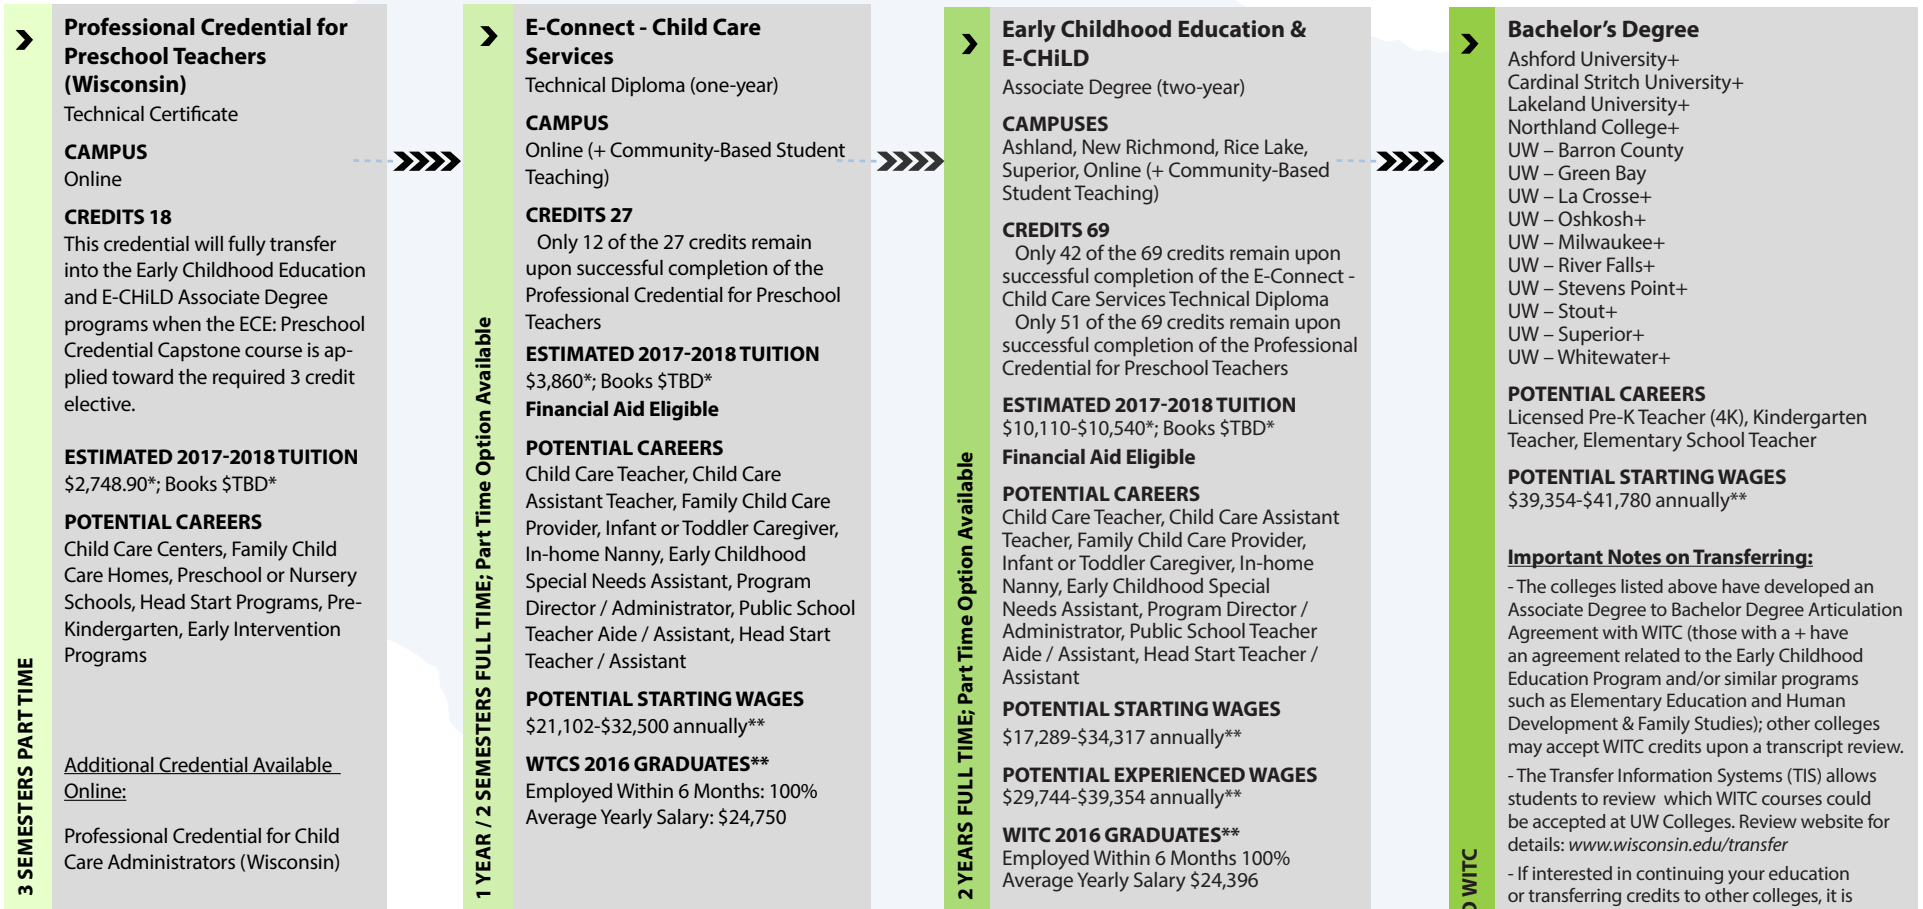 Professional Credential for
Preschool Teachers
(Wisconsin)
Technical Certificate
CAMPUS
Online
CREDITS 18
This credential will fully transfer
into the Early Childhood Education
and E-CHiLD Associate Degree
programs when the ECE: Preschool
Credential Capstone course is ap-
plied toward the required 3 credit
elective.
ESTIMATED 2017-2018 TUITION
$2,748.90*; Books $TBD*
POTENTIAL CAREERS
Child Care Centers, Family Child
Care Homes, Preschool or Nursery
Schools, Head Start Programs, Pre-
Kindergarten, Early Intervention
Programs
Additional Credential Available
Online:
Professional Credential for Child
Care Administrators (Wisconsin)
3 SEMESTERS PART TIME
E-Connect - Child Care
Services
Technical Diploma (one-year)
CAMPUS
Online (+ Community-Based Student
Teaching)
CREDITS 27
Only 12 of the 27 credits remain
upon successful completion of the
Professional Credential for Preschool
Teachers
ESTIMATED 2017-2018 TUITION
$3,860*; Books $TBD*
Financial Aid Eligible
POTENTIAL CAREERS
Child Care Teacher, Child Care
Assistant Teacher, Family Child Care
Provider, Infant or Toddler Caregiver,
In-home Nanny, Early Childhood
Special Needs Assistant, Program
Director / Administrator, Public School
Teacher Aide / Assistant, Head Start
Teacher / Assistant
POTENTIAL STARTING WAGES
$21,102-$32,500 annually**
WTCS 2016 GRADUATES**
Employed Within 6 Months: 100%
Average Yearly Salary: $24,750
1 YEAR / 2 SEMESTERS FULL TIME; Part Time Option Available
Early Childhood Education &
E-CHiLD
Associate Degree (two-year)
CAMPUSES
Ashland, New Richmond, Rice Lake,
Superior, Online (+ Community-Based
Student Teaching)
CREDITS 69
Only 42 of the 69 credits remain upon
successful completion of the E-Connect -
Child Care Services Technical Diploma
Only 51 of the 69 credits remain upon
successful completion of the Professional
Credential for Preschool Teachers
ESTIMATED 2017-2018 TUITION
$10,110-$10,540*; Books $TBD*
Financial Aid Eligible
POTENTIAL CAREERS
Child Care Teacher, Child Care Assistant
Teacher, Family Child Care Provider,
Infant or Toddler Caregiver, In-home
Nanny, Early Childhood Special
Needs Assistant, Program Director /
Administrator, Public School Teacher
Aide / Assistant, Head Start Teacher /
Assistant
POTENTIAL STARTING WAGES
$17,289-$34,317 annually**
POTENTIAL EXPERIENCED WAGES
$29,744-$39,354 annually**
WITC 2016 GRADUATES**
Employed Within 6 Months 100%
Average Yearly Salary $24,396
2 YEARS FULL TIME; Part Time Option Available
Bachelor's Degree
Ashford University+
Cardinal Stritch University+
Lakeland University+
Northland College+
UW – Barron County
UW – Green Bay
UW – La Crosse+
UW – Oshkosh+
UW – Milwaukee+
UW – River Falls+
UW – Stevens Point+
UW – Stout+
UW – Superior+
UW – Whitewater+
POTENTIAL CAREERS
Licensed Pre-K Teacher (4K), Kindergarten
Teacher, Elementary School Teacher
POTENTIAL STARTING WAGES
$39,354-$41,780 annually**
Important Notes on Transferring:
- The colleges listed above have developed an
Associate Degree to Bachelor Degree Articulation
Agreement with WITC (those with a + have
an agreement related to the Early Childhood
Education Program and/or similar programs
such as Elementary Education and Human
Development & Family Studies); other colleges
may accept WITC credits upon a transcript review.
- The Transfer Information Systems (TIS) allows
students to review which WITC courses could
be accepted at UW Colleges. Review website for
details: www.wisconsin.edu/transfer
- If interested in continuing your education
or transferring credits to other colleges, it is
WITC